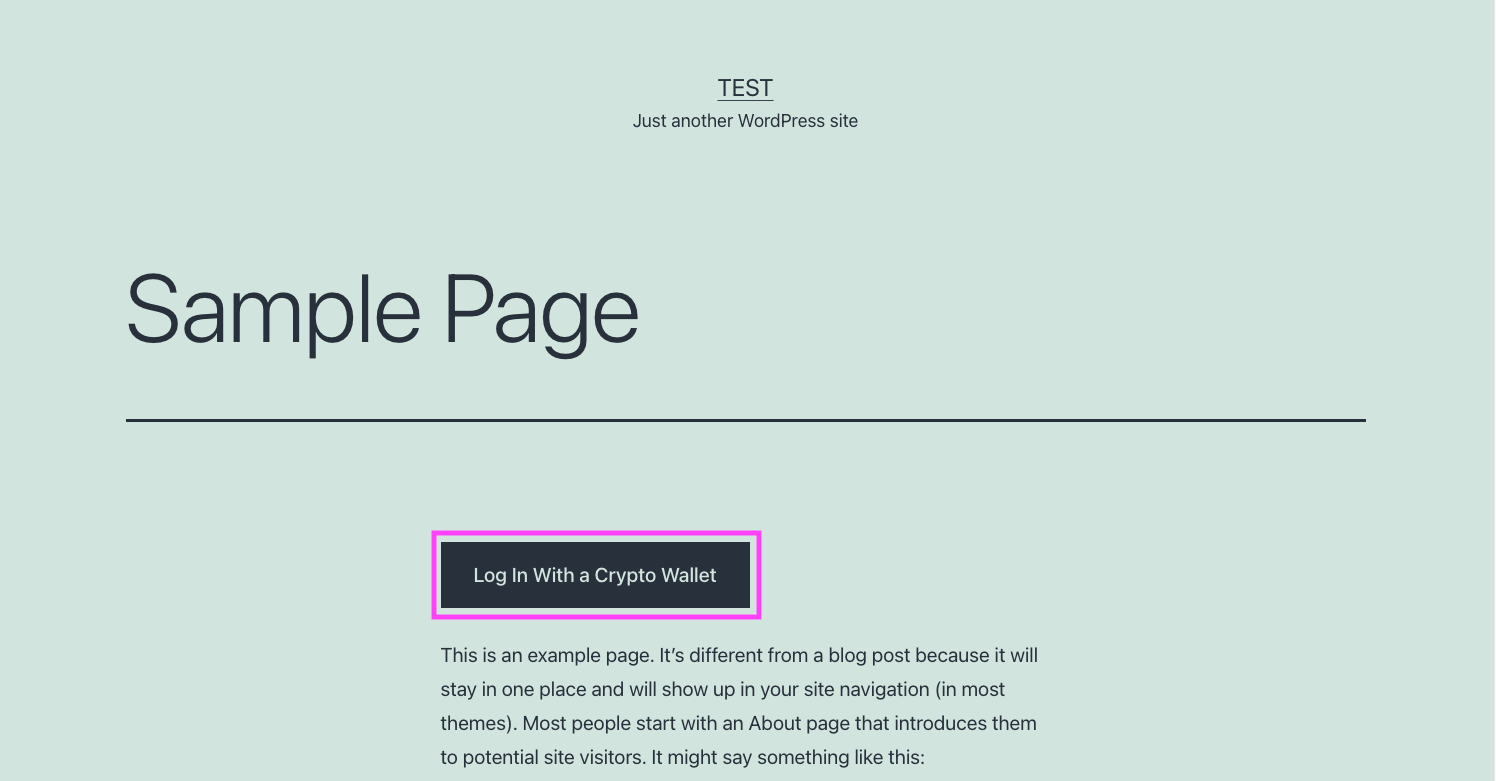 TEST
Just another WordPress site
Sample Page
Log In With a Crypto Wallet
This is an example page. It’s different from a blog post because it will
stay in one place and will show up in your site navigation (in most
themes). Most people start with an About page that introduces them
to potential site visitors. It might say something like this: